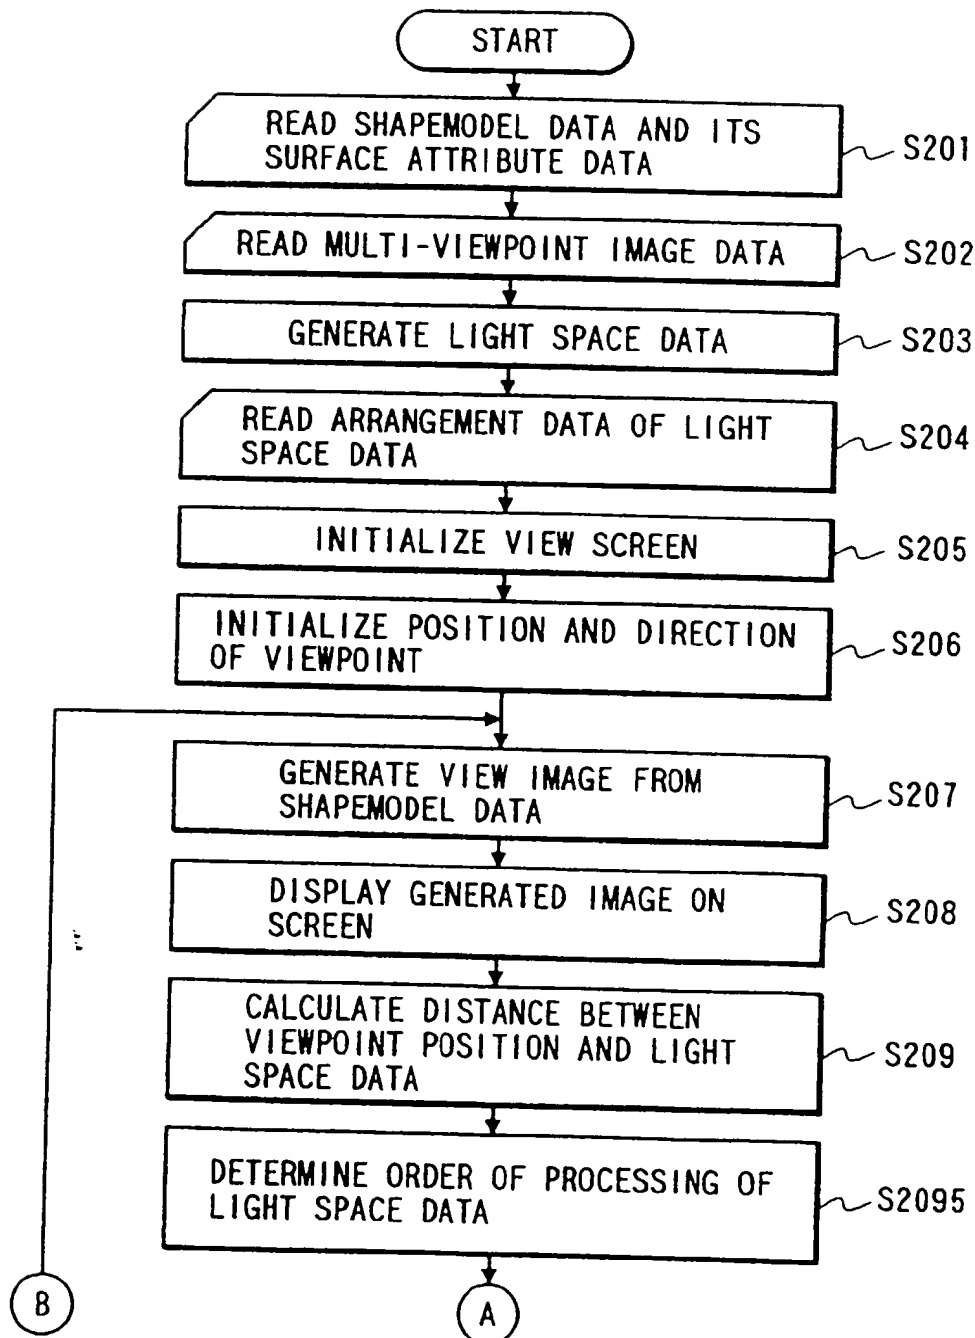 START
READ SHAPEMODEL DATA AND ITS
SURFACE ATTRIBUTE DATA
S201
READ MULTI-VIEWPOINT IMAGE DATA
S202
GENERATE LIGHT SPACE DATA
S203
READ ARRANGEMENT DATA OF LIGHT
SPACE DATA
S204
INITIALIZE VIEW SCREEN
S205
INITIALIZE POSITION AND DIRECTION
OF VIEWPOINT
S206
GENERATE VIEW IMAGE FROM
SHAPEMODEL DATA
S207
DISPLAY GENERATED IMAGE ON
SCREEN
S208
CALCULATE DISTANCE BETWEEN
VIEWPOINT POSITION AND LIGHT
SPACE DATA
S209
DETERMINE ORDER OF PROCESSING OF
LIGHT SPACE DATA
S2095
B
A